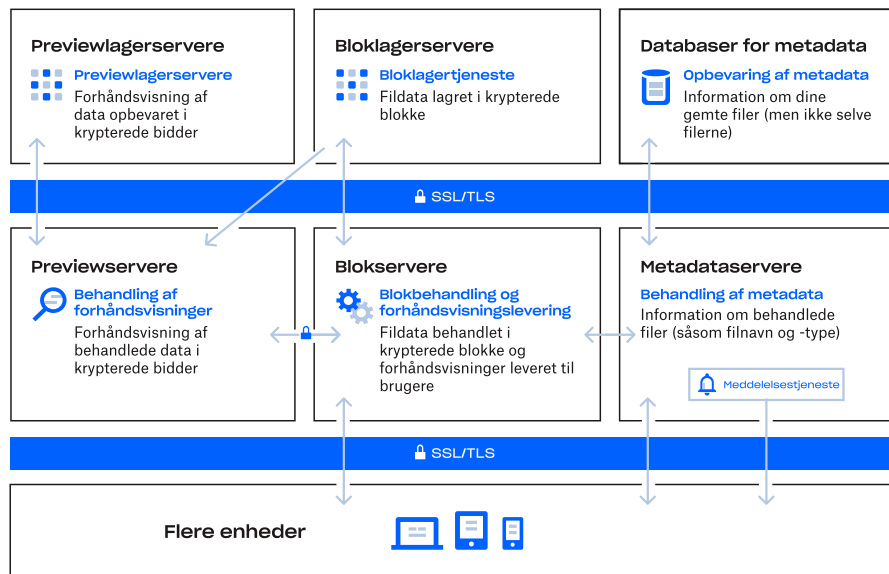 Previewlagerservere
Previewlagerservere
Forhåndsvisning af
data opbevaret i
krypterede bidder
Bloklagerservere
Bloklagertjeneste
Fildata lagret i krypterede
blokke
Databaser for metadata
Opbevaring af metadata
Information om dine
gemte filer (men ikke selve
filerne)
SSL/TLS
Previewservere
Behandling af
forhåndsvisninger
Forhåndsvisning af
behandlede data i
krypterede bidder
Blokservere
Blokbehandling og
forhåndsvisningslevering
Fildata behandlet i
krypterede blokke og
forhåndsvisninger leveret til
brugere
Metadataservere
Behandling af metadata
Information om behandlede
filer (såsom filnavn og -type)
Meddelelsestjeneste
SSL/TLS
Flere enheder